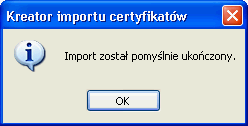 Kreator importu certyfikatów
Import został pomyślnie ukończony.
OK